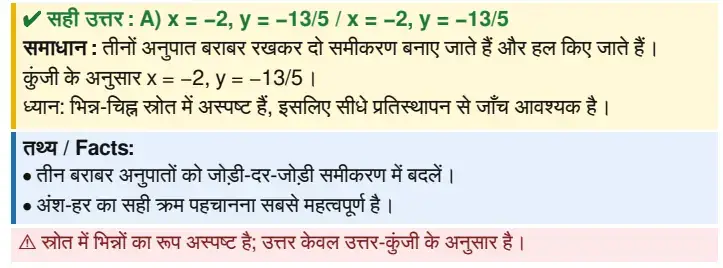 ✔ सही उत्तर : A) x = −2, y = −13/5 / x = −2, y = −13/5
समाधान : तीनों अनुपात बराबर रखकर दो समीकरण बनाए जाते हैं और हल किए जाते हैं।
कुंजी के अनुसार x = −2, y = −13/5।
ध्यान: भिन्न-चिह्न स्रोत में अस्पष्ट हैं, इसलिए सीधे प्रतिस्थापन से जाँच आवश्यक है।
तथ्य / Facts:
• तीन बराबर अनुपातों को जोड़ी-दर-जोड़ी समीकरण में बदलें।
• अंश-हर का सही क्रम पहचानना सबसे महत्वपूर्ण है।
⚠ स्रोत में भिन्नों का रूप अस्पष्ट है; उत्तर केवल उत्तर-कुंजी के अनुसार है।